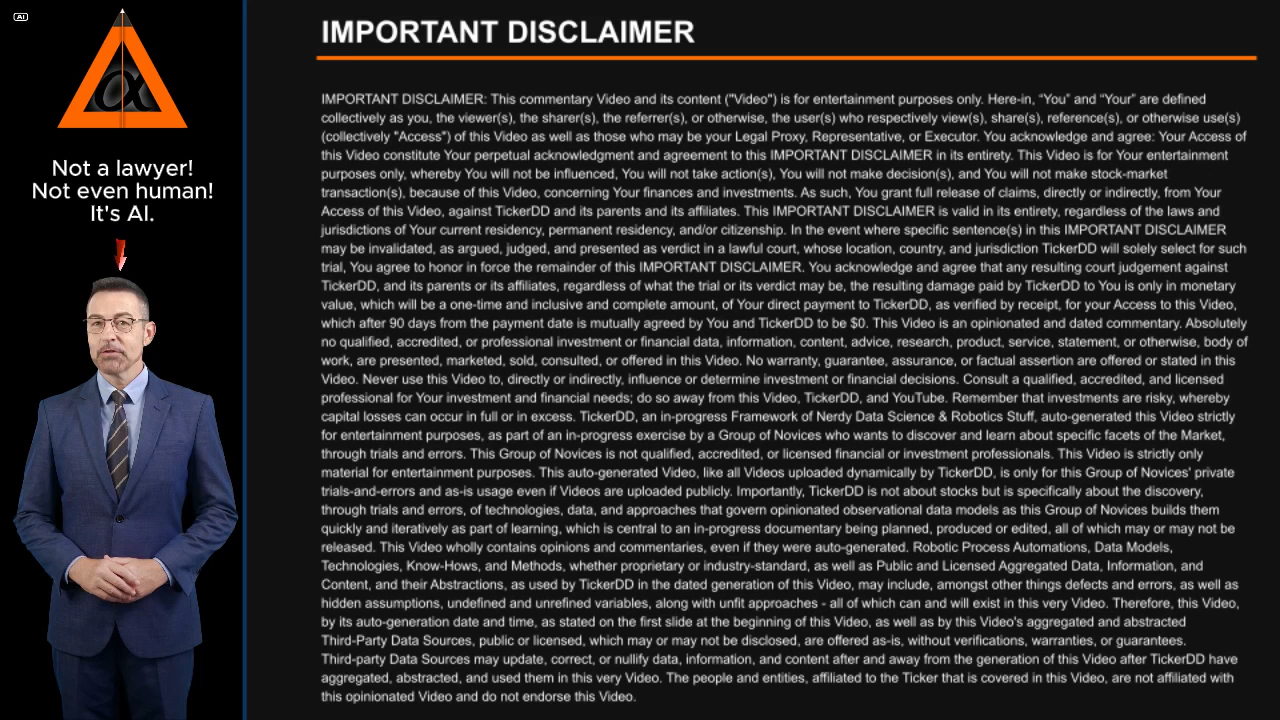 AI
Not a lawyer!
Not even human!
It's AI.
IMPORTANT DISCLAIMER
IMPORTANT DISCLAIMER: This commentary Video and its content ("Video") is for entertainment purposes only. Here-in, “You” and “Your” are defined
collectively as you, the viewer(s), the sharer(s), the referrer(s), or otherwise, the user(s) who respectively view(s), share(s), reference(s), or otherwise use(s)
(collectively "Access") of this Video as well as those who may be your Legal Proxy, Representative, or Executor. You acknowledge and agree: Your Access of
this Video constitute Your perpetual acknowledgment and agreement to this IMPORTANT DISCLAIMER in its entirety. This Video is for Your entertainment
purposes only, whereby You will not be influenced, You will not take action(s), You will not make decision(s), and You will not make stock-market
transaction(s), because of this Video, concerning Your finances and investments. As such, You grant full release of claims, directly or indirectly, from Your
Access of this Video, against TickerDD and its parents and its affiliates. This IMPORTANT DISCLAIMER is valid in its entirety, regardless of the laws and
jurisdictions of Your current residency, permanent residency, and/or citizenship. In the event where specific sentence(s) in this IMPORTANT DISCLAIMER
may be invalidated, as argued, judged, and presented as verdict in a lawful court, whose location, country, and jurisdiction TickerDD will solely select for such
trial, You agree to honor in force the remainder of this IMPORTANT DISCLAIMER. You acknowledge and agree that any resulting court judgement against
TickerDD, and its parents or its affiliates, regardless of what the trial or its verdict may be, the resulting damage paid by TickerDD to You is only in monetary
value, which will be a one-time and inclusive and complete amount, of Your direct payment to TickerDD, as verified by receipt, for your Access to this Video,
which after 90 days from the payment date is mutually agreed by You and TickerDD to be $0. This Video is an opinionated and dated commentary. Absolutely
no qualified, accredited, or professional investment or financial data, information, content, advice, research, product, service, statement, or otherwise, body of
work, are presented, marketed, sold, consulted, or offered in this Video. No warranty, guarantee, assurance, or factual assertion are offered or stated in this
Video. Never use this Video to, directly or indirectly, influence or determine investment or financial decisions. Consult a qualified, accredited, and licensed
professional for Your investment and financial needs; do so away from this Video, TickerDD, and YouTube. Remember that investments are risky, whereby
capital losses can occur in full or in excess. TickerDD, an in-progress Framework of Nerdy Data Science & Robotics Stuff, auto-generated this Video strictly
for entertainment purposes, as part of an in-progress exercise by a Group of Novices who wants to discover and learn about specific facets of the Market,
through trials and errors. This Group of Novices is not qualified, accredited, or licensed financial or investment professionals. This Video is strictly only
material for entertainment purposes. This auto-generated Video, like all Videos uploaded dynamically by TickerDD, is only for this Group of Novices' private
trials-and-errors and as-is usage even if Videos are uploaded publicly. Importantly, TickerDD is not about stocks but is specifically about the discovery,
through trials and errors, of technologies, data, and approaches that govern opinionated observational data models as this Group of Novices builds them
quickly and iteratively as part of learning, which is central to an in-progress documentary being planned, produced or edited, all of which may or may not be
released. This Video wholly contains opinions and commentaries, even if they were auto-generated. Robotic Process Automations, Data Models,
Technologies, Know-Hows, and Methods, whether proprietary or industry-standard, as well as Public and Licensed Aggregated Data, Information, and
Content, and their Abstractions, as used by TickerDD in the dated generation of this Video, may include, amongst other things defects and errors, as well as
hidden assumptions, undefined and unrefined variables, along with unfit approaches - all of which can and will exist in this very Video. Therefore, this Video,
by its auto-generation date and time, as stated on the first slide at the beginning of this Video, as well as by this Video's aggregated and abstracted
Third-Party Data Sources, public or licensed, which may or may not be disclosed, are offered as-is, without verifications, warranties, or guarantees.
Third-party Data Sources may update, correct, or nullify data, information, and content after and away from the generation of this Video after TickerDD have
aggregated, abstracted, and used them in this very Video. The people and entities, affiliated to the Ticker that is covered in this Video, are not affiliated with
this opinionated Video and do not endorse this Video.